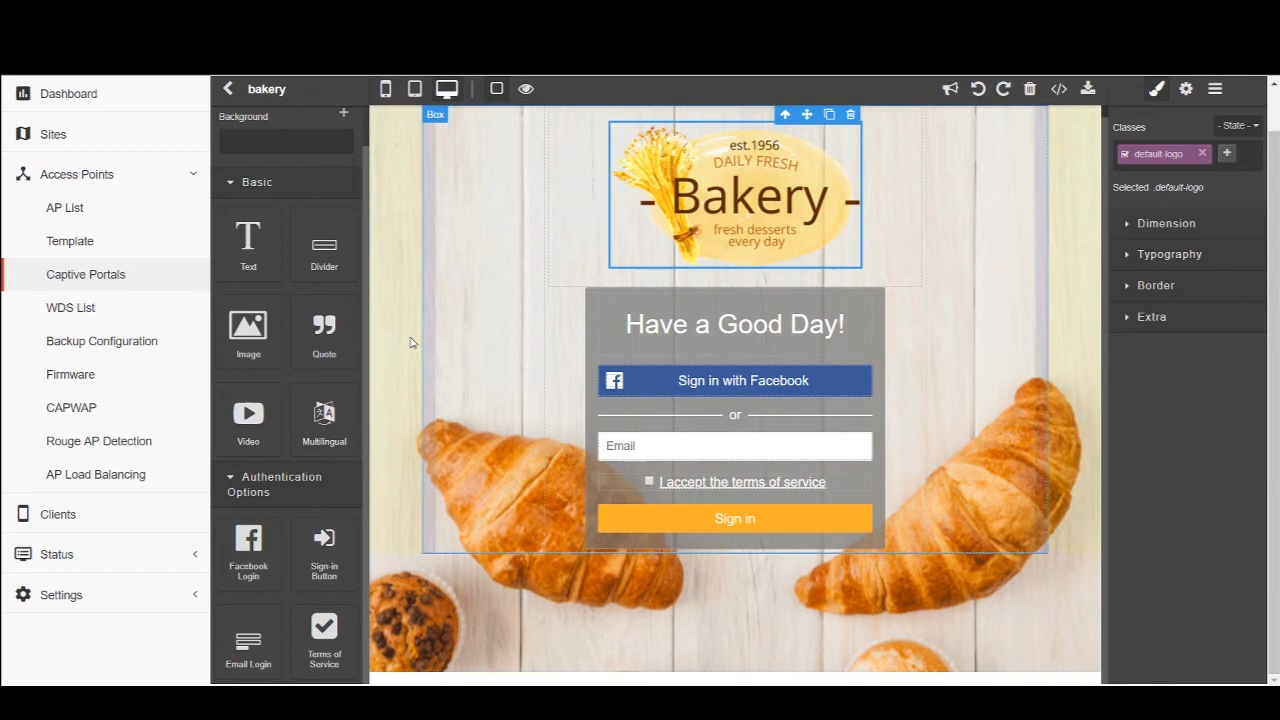 Dashboard
Sites
Access Points
AP List
Template
Captive Portals
WDS List
Backup Configuration
Firmware
CAPWAP
Rouge AP Detection
AP Load Balancing
Clients
Status
Settings
bakery
Background
Basic
Text
Divider
Image
Quote
Video
Multilingual
Authentication
Options
Facebook
Login
Sign-in
Button
Email Login
Terms of
Service
Box
est.1956
DAILY FRESH
- Bakery -
fresh desserts
every day
Have a Good Day!
Sign in with Facebook
or
Email
I accept the terms of service
Sign in
Classes
- State -
default-logo
Selected .default-logo
Dimension
Typography
Border
Extra